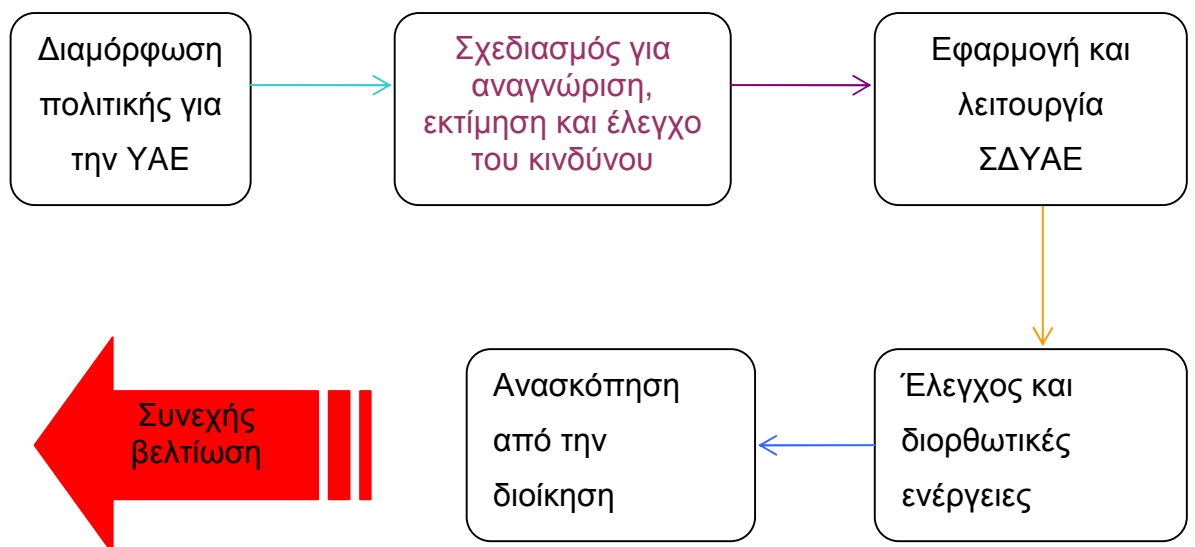 Διαμόρφωση
πολιτικής για
την ΥΑΕ
Σχεδιασμός για
αναγνώριση,
εκτίμηση και έλεγχο
του κινδύνου
Εφαρμογή και
λειτουργία
ΣΔΥΑΕ
Συνεχής
βελτίωση
Ανασκόπηση
από την
διοίκηση
Έλεγχος και
διορθωτικές
ενέργειες